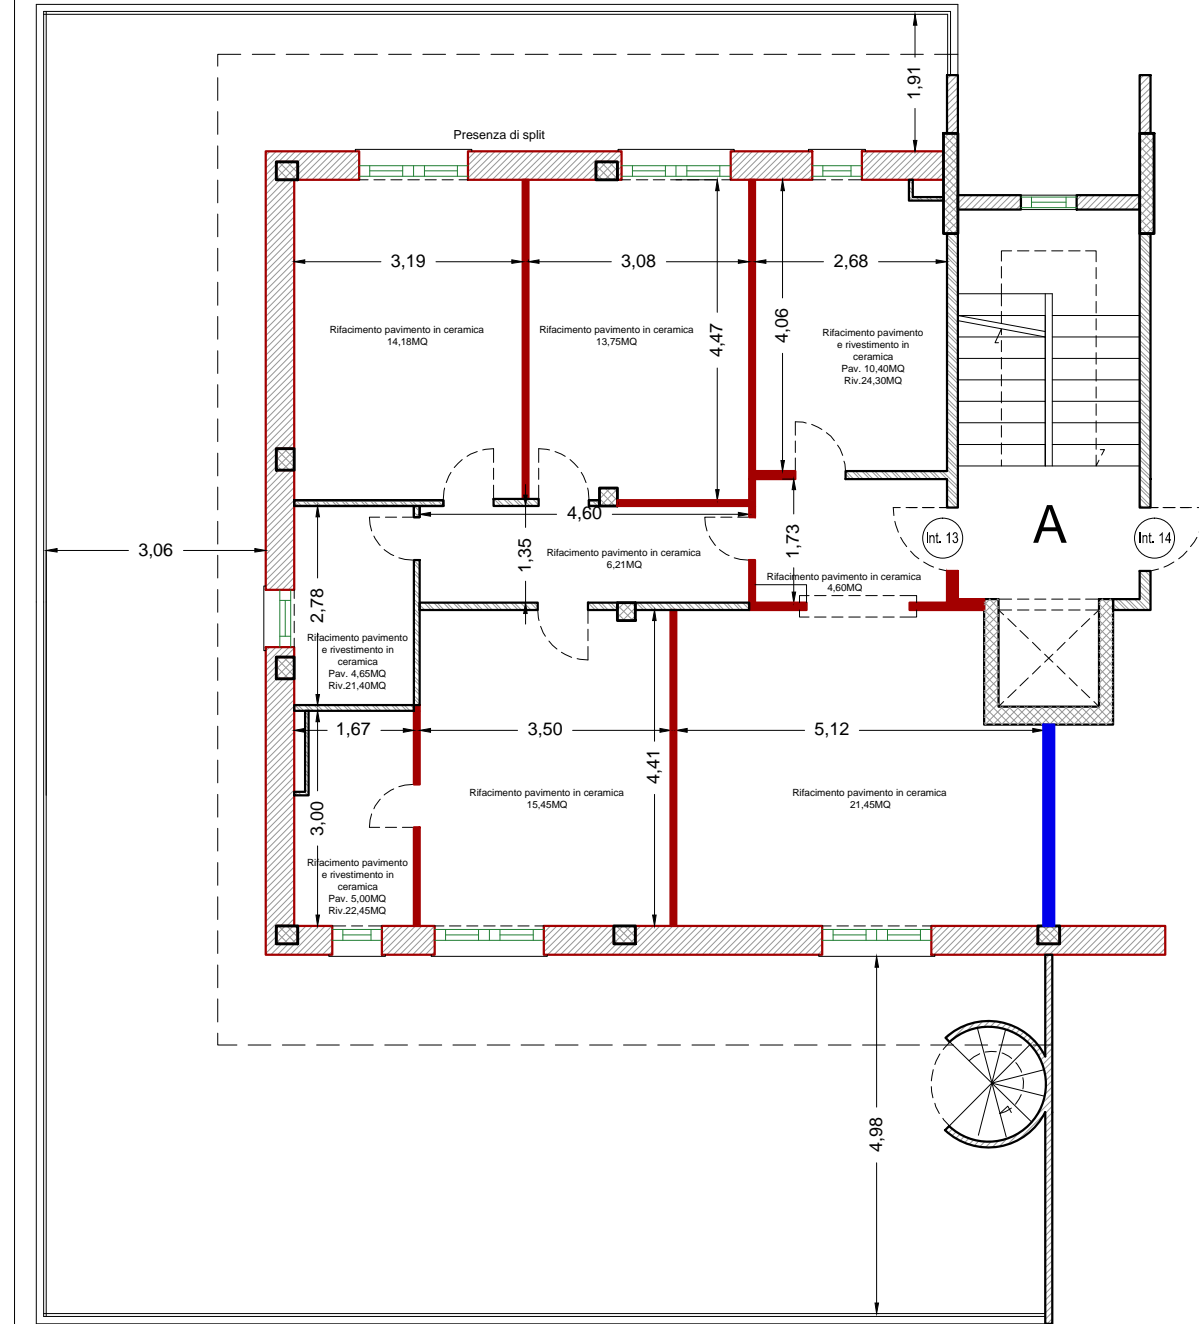 1,91
Presenza di split
3,19
3,08
2,68
4,47
4,06
Rifacimento pavimento in ceramica
14,18MQ
Rifacimento pavimento in ceramica
13,75MQ
Rifacimento pavimento
e rivestimento in
ceramica
Pav. 10,40MQ
Riv.24,30MQ
7
4,60
A
Int. 13
Int. 14
3,06
1,35
1,73
Rifacimento pavimento in ceramica
6,21MQ
Rifacimento pavimento in ceramica
4,60MQ
2,78
Rifacimento pavimento
e rivestimento in
ceramica
Pav. 4,65MQ
Riv.21,40MQ
1,67
3,50
5,12
4,41
3,00
Rifacimento pavimento in ceramica
15,45MQ
Rifacimento pavimento in ceramica
21,45MQ
Rifacimento pavimento
e rivestimento in
ceramica
Pav. 5,00MQ
Riv.22,45MQ
4,98